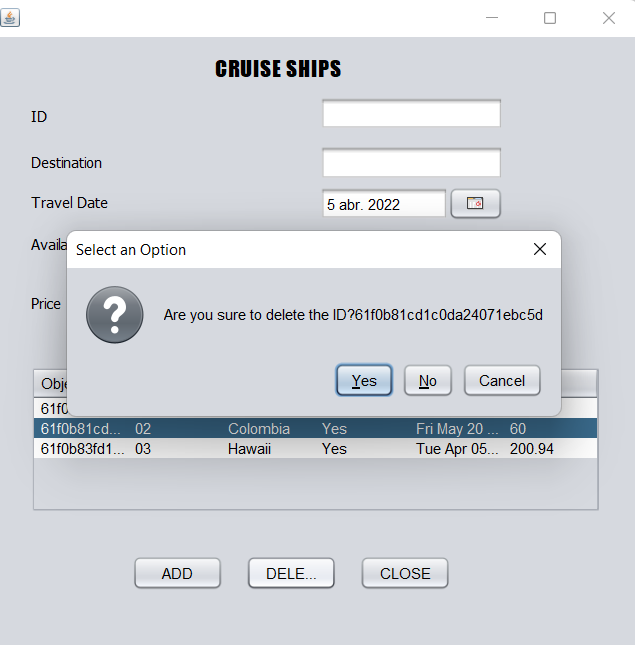 CRUISE SHIPS
ID
Destination
Travel Date 5 abr. 2022
Select an Option
Are you sure to delete the ID?61f0b81cd1c0da24071ebc5d
Yes No Cancel
Price
61f0b81cd... 02 Colombia Yes Fri May 20 ... 60
61f0b83fd1... 03 Hawaii Yes Tue Apr 05... 200.94
ADD DELE... CLOSE